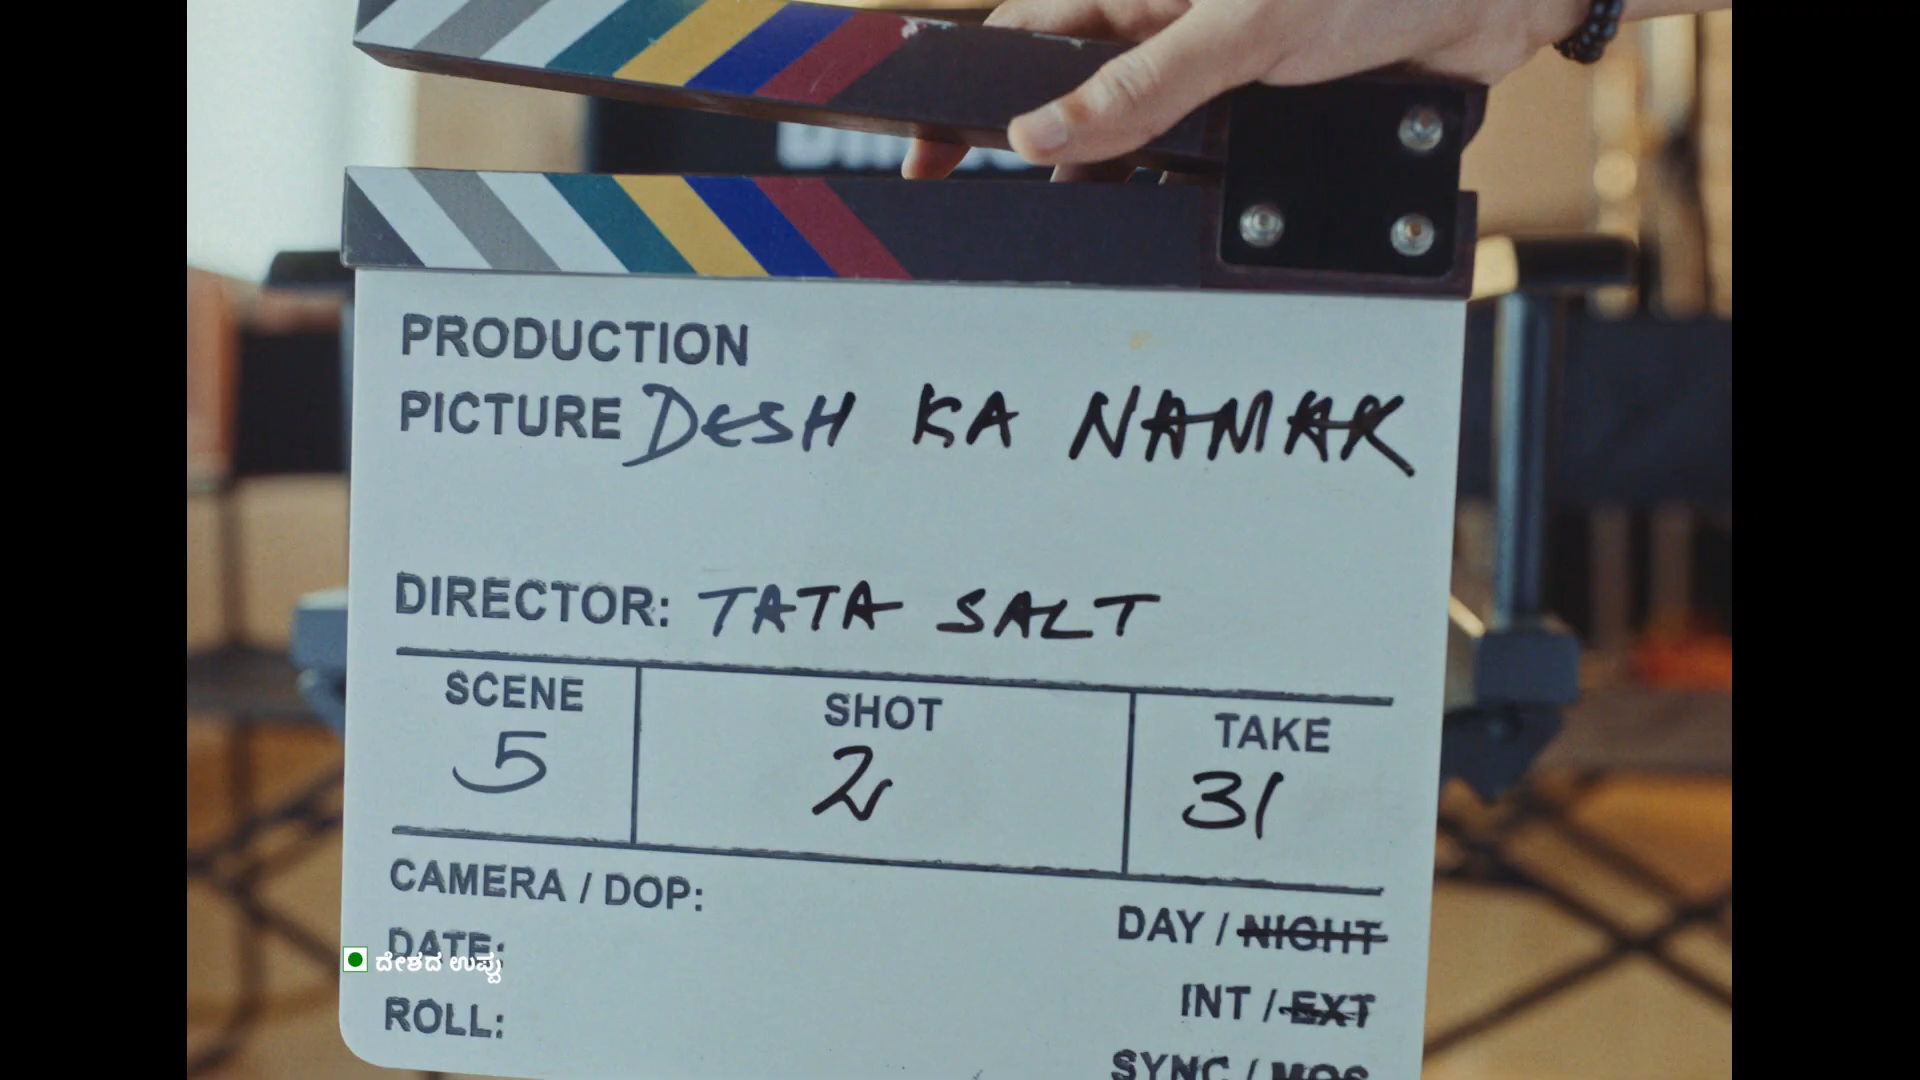 PRODUCTION
PICTURE DESH KA NAMAK
DIRECTOR: TATA SALT
SCENE SHOT TAKE
5 2 31
CAMERA / DOP:
DAY / NIGHT
DATE:
ದೇಶದ ಉಪ್ಪು
INT / EXT
ROLL:
SYNC / MOS